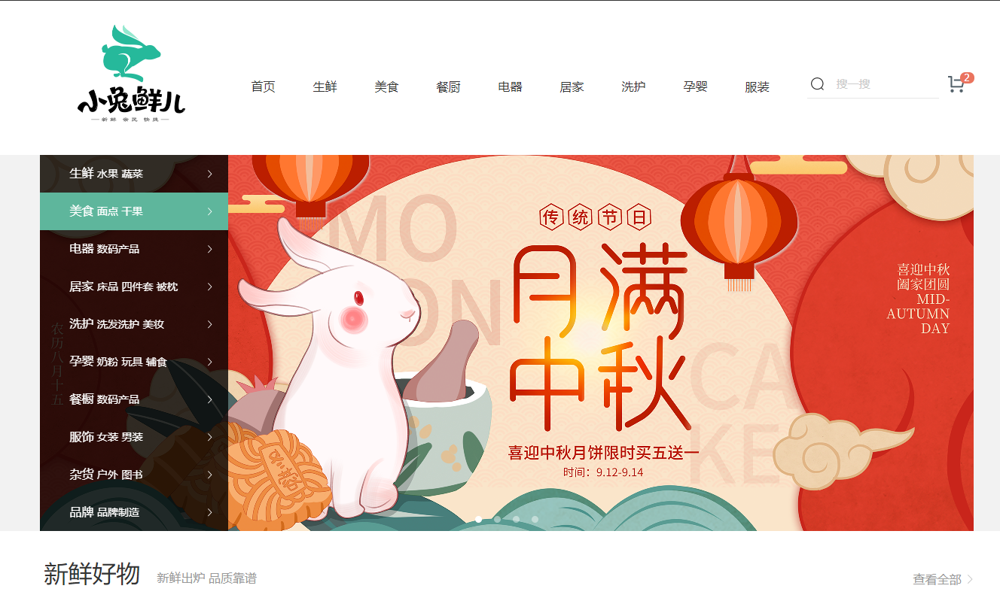 小兔鲜儿
新鲜 亲民 快捷
首页 生鲜 美食 餐厨 电器 居家 洗护 孕婴 服装
搜一搜
2
生鲜 水果 蔬菜
美食 面点 干果
电器 数码产品
居家 床品 四件套 被枕
洗护 洗发洗护 美妆
孕婴 奶粉 玩具 辅食
餐橱 数码产品
服饰 女装 男装
杂货 户外 图书
品牌 品牌制造
农历八月十五
MO
ON
CA
KE
传统节日
月满
中秋
喜迎中秋月饼限时买五送一
时间：9.12-9.14
喜迎中秋
阖家团圆
MID-
AUTUMN
DAY
新鲜好物 新鲜出炉 品质靠谱
查看全部